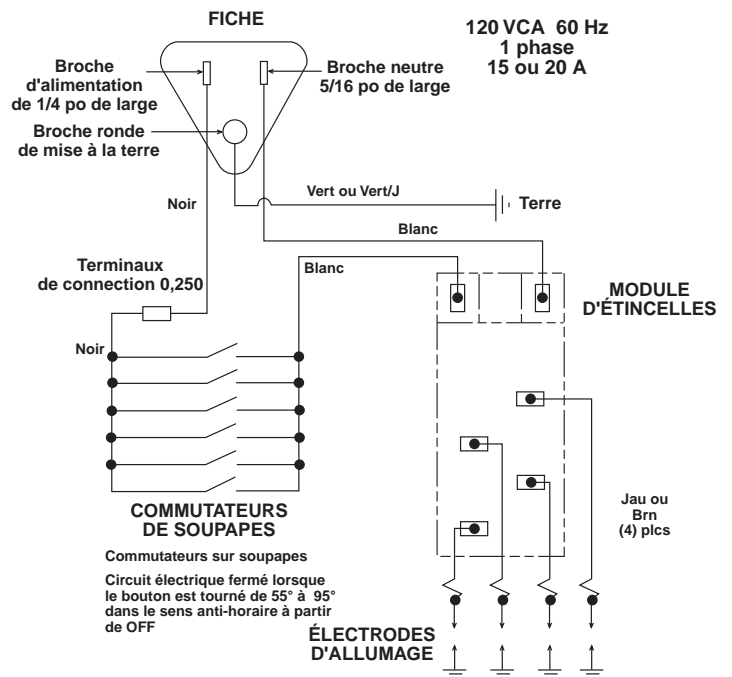 FICHE
120 VCA 60 Hz
1 phase
15 ou 20 A
Broche
d'alimentation
de 1/4 po de large
Broche neutre
5/16 po de large
Broche ronde
de mise à la terre
Noir
Vert ou Vert/J
Terre
Blanc
Terminaux
de connection 0,250
Blanc
MODULE
D'ÉTINCELLES
Noir
COMMUTATEURS
DE SOUPAPES
Commutateurs sur soupapes
Circuit électrique fermé lorsque
le bouton est tourné de 55° à 95°
dans le sens anti-horaire à partir
de OFF
Jau ou
Brn
(4) plcs
ÉLECTRODES
D'ALLUMAGE